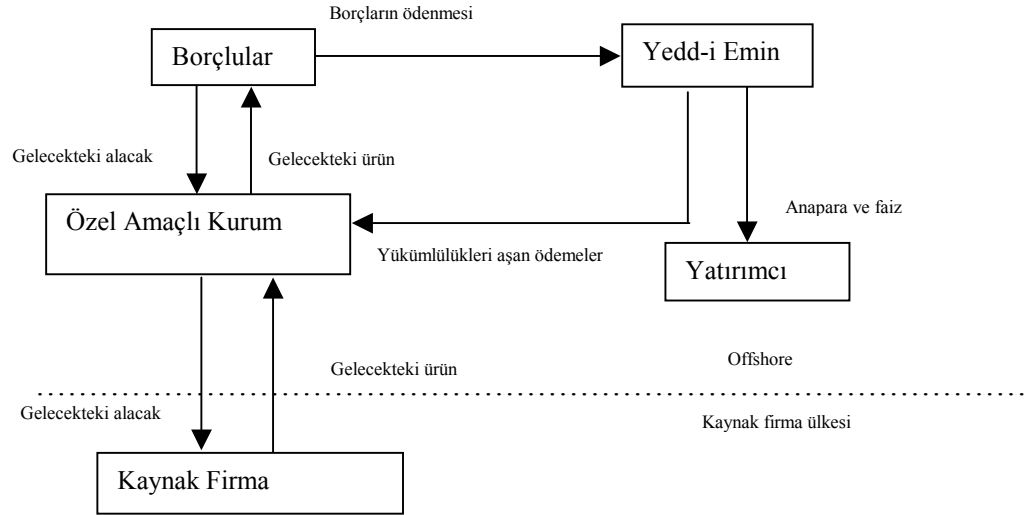 Borçların ödenmesi
Borçlular
Yedd-i Emin
Gelecekteki alacak
Gelecekteki ürün
Özel Amaçlı Kurum
Anapara ve faiz
Yükümlülükleri aşan ödemeler
Yatırımcı
Gelecekteki ürün
Offshore
Gelecekteki alacak
Kaynak firma ülkesi
Kaynak Firma